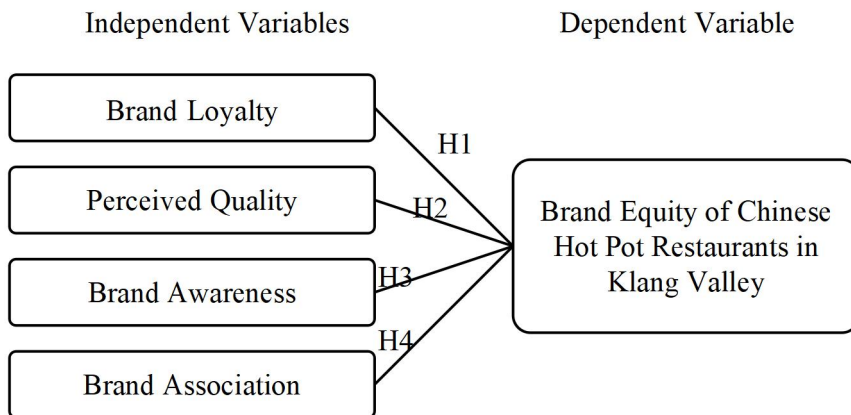 Independent Variables
Dependent Variable
Brand Loyalty
H1
Perceived Quality
H2
Brand Equity of Chinese
Hot Pot Restaurants in
Klang Valley
Brand Awareness
H3
H4
Brand Association